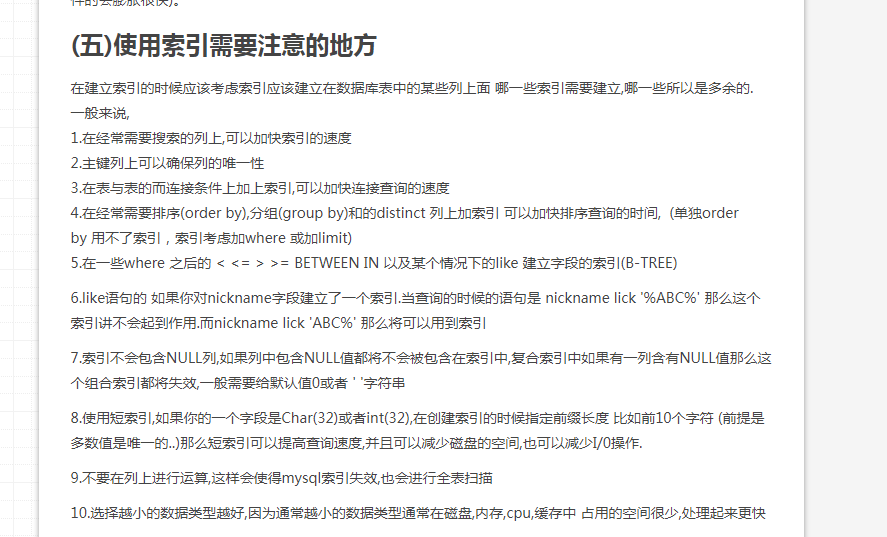 件的会膨胀很快)。
(五)使用索引需要注意的地方
在建立索引的时候应该考虑索引应该建立在数据库表中的某些列上面 哪一些索引需要建立,哪一些所以是多余的.
一般来说,
1.在经常需要搜索的列上,可以加快索引的速度
2.主键列上可以确保列的唯一性
3.在表与表的而连接条件上加上索引,可以加快连接查询的速度
4.在经常需要排序(order by),分组(group by)和的distinct 列上加索引 可以加快排序查询的时间,  (单独order
by 用不了索引，索引考虑加where 或加limit)
5.在一些where 之后的 < <= > >= BETWEEN IN 以及某个情况下的like 建立字段的索引(B-TREE)
6.like语句的 如果你对nickname字段建立了一个索引.当查询的时候的语句是 nickname lick '%ABC%' 那么这个
索引讲不会起到作用.而nickname lick 'ABC%' 那么将可以用到索引
7.索引不会包含NULL列,如果列中包含NULL值都将不会被包含在索引中,复合索引中如果有一列含有NULL值那么这
个组合索引都将失效,一般需要给默认值0或者 ' '字符串
8.使用短索引,如果你的一个字段是Char(32)或者int(32),在创建索引的时候指定前缀长度 比如前10个字符 (前提是
多数值是唯一的..)那么短索引可以提高查询速度,并且可以减少磁盘的空间,也可以减少I/0操作.
9.不要在列上进行运算,这样会使得mysql索引失效,也会进行全表扫描
10.选择越小的数据类型越好,因为通常越小的数据类型通常在磁盘,内存,cpu,缓存中 占用的空间很少,处理起来更快